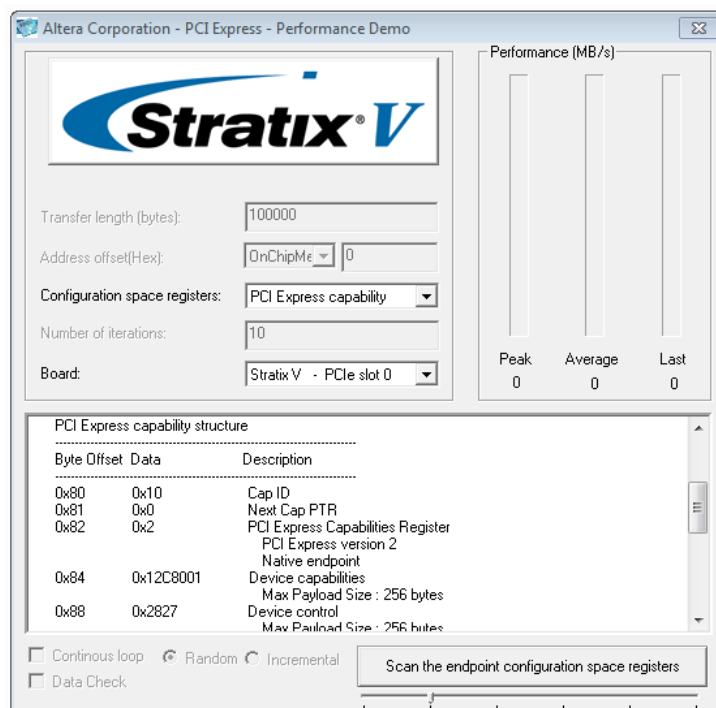 Altera Corporation - PCI Express - Performance Demo
Stratix® V
Transfer length (bytes): 100000
Address offset(Hex): OnChipMe 0
Configuration space registers: PCI Express capability
Number of iterations: 10
Board: Stratix V - PCIe slot 0
Performance (MB/s)
Peak Average Last
0 0 0
PCI Express capability structure
---------------------------------------------------------------------------
Byte Offset Data Description
---------------------------------------------------------------------------
0x80 0x10 Cap ID
0x81 0x0 Next Cap PTR
0x82 0x2 PCI Express Capabilities Register
PCI Express version 2
Native endpoint
0x84 0x12C8001 Device capabilities
Max Payload Size : 256 bytes
0x88 0x2827 Device control
Max Payload Size : 256 bytes
Continous loop Random Incremental
Data Check
Scan the endpoint configuration space registers